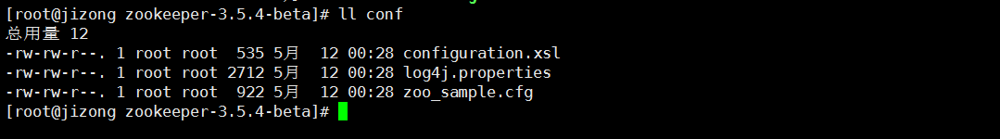 [root@jizong zookeeper-3.5.4-beta]# ll conf
总用量 12
-rw-rw-r--. 1 root root  535 5月  12 00:28 configuration.xsl
-rw-rw-r--. 1 root root 2712 5月  12 00:28 log4j.properties
-rw-rw-r--. 1 root root  922 5月  12 00:28 zoo_sample.cfg
[root@jizong zookeeper-3.5.4-beta]#